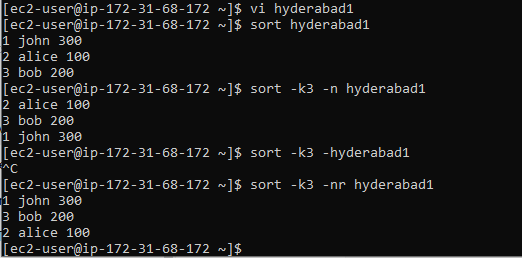 [ec2-user@ip-172-31-68-172 ~]$ vi hyderabad1
[ec2-user@ip-172-31-68-172 ~]$ sort hyderabad1
1 john 300
2 alice 100
3 bob 200
[ec2-user@ip-172-31-68-172 ~]$ sort -k3 -n hyderabad1
2 alice 100
3 bob 200
1 john 300
[ec2-user@ip-172-31-68-172 ~]$ sort -k3 -hyderabad1
^C
[ec2-user@ip-172-31-68-172 ~]$ sort -k3 -nr hyderabad1
1 john 300
3 bob 200
2 alice 100
[ec2-user@ip-172-31-68-172 ~]$